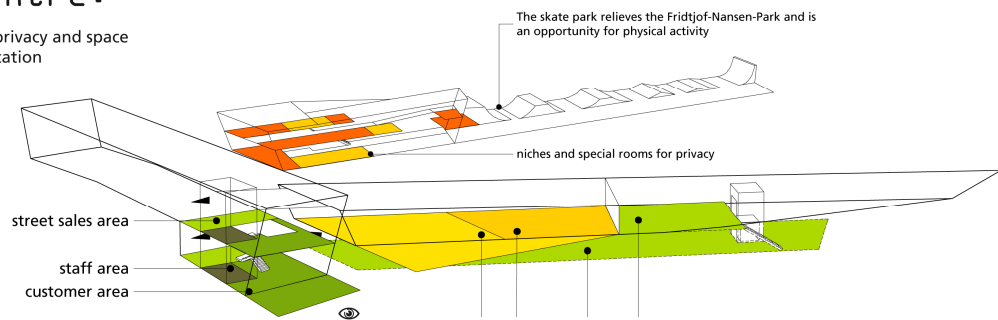 privacy and space
The skate park relieves the Fridtjof-Nansen-Park and is
an opportunity for physical activity
niches and special rooms for privacy
street sales area
staff area
customer area